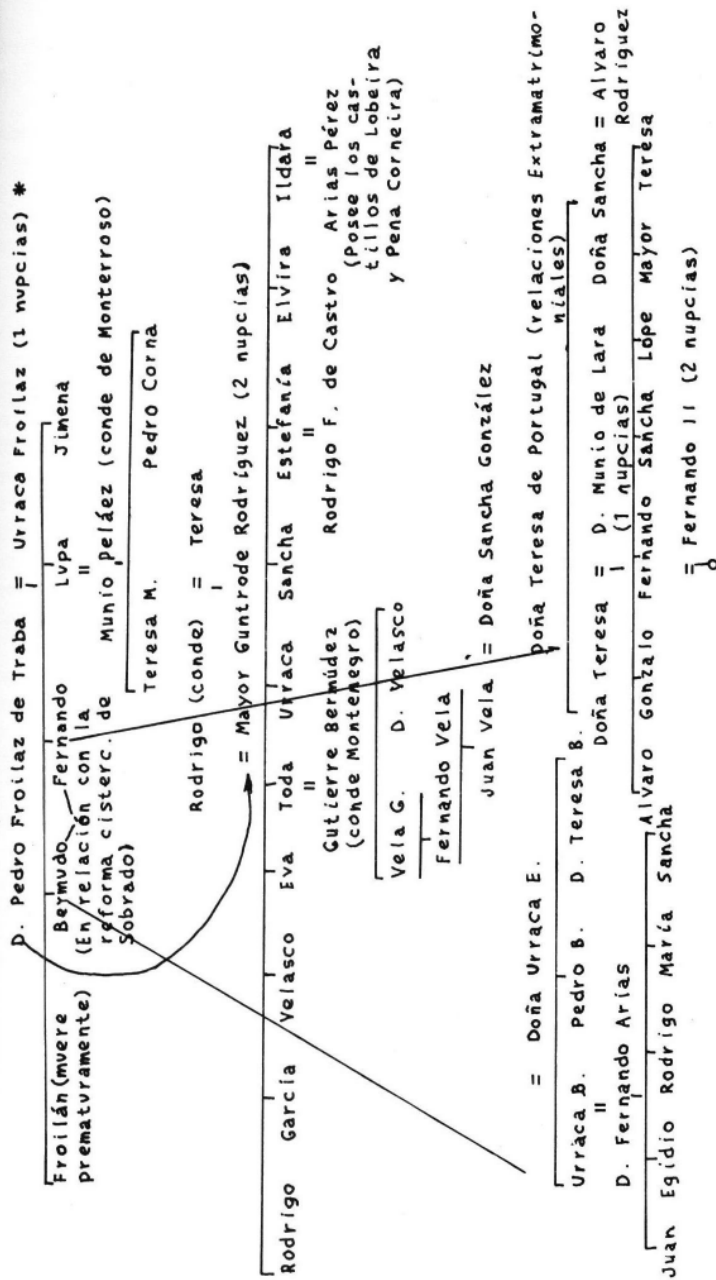 D. Pedro Froilaz de Traba = Urraca Froilaz (1 nupcias) *
Froilán (muere prematuramente)
Bermudo Fernando
(En relación con la
reforma cisterc. de
Sobrado)
Lupa Jimena
=
Munio Peláez (conde de Monterroso)
Teresa M. Pedro Corna
Rodrigo (conde) = Teresa
= Mayor Guntrode Rodríguez (2 nupcias)
Rodrigo García Velasco Eva Toda Urraca Sancha Estefanía Elvira Ildara
=
Gutierre Bermúdez
(conde Montenegro)
=
Rodrigo F. de Castro
=
Arias Pérez
(Posee los cas-
tillos de Lobeira
y Pena Corneira)
Vela G. D. Velasco
Fernando Vela
Juan Vela = Doña Sancha González
Doña Teresa de Portugal (relaciones Extramatrimo-
niales)
= Doña Urraca E.
Urraca B. Pedro B. D. Teresa B.
=
D. Fernando Arias
Doña Teresa = D. Munio de Lara
(1 nupcias)
Doña Sancha = Alvaro
Rodríguez
Juan Egidio Rodrigo María Sancha
Alvaro Gonzalo Fernando Sancha Lope Mayor Teresa
= Fernando II (2 nupcias)